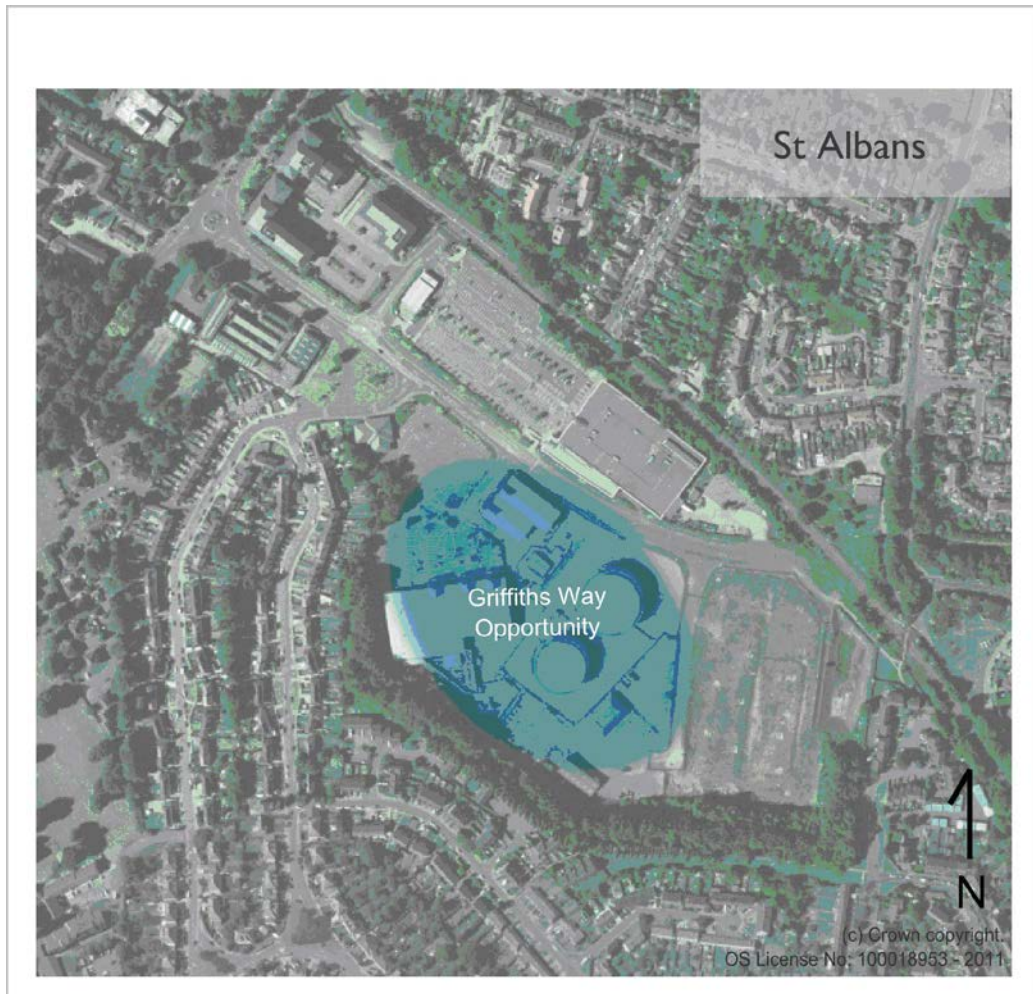 St Albans
Griffiths Way
Opportunity
N
(c) Crown copyright.
OS License No: 100018953 - 2011